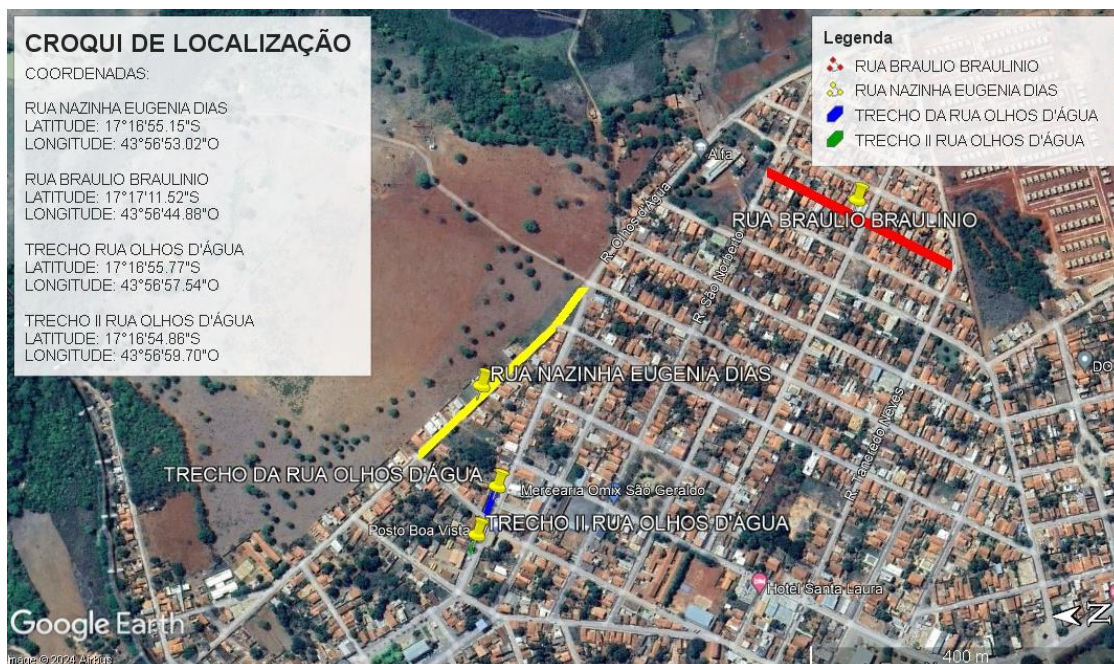 CROQUI DE LOCALIZAÇÃO
COORDENADAS:
RUA NAZINHA EUGENIA DIAS
LATITUDE: 17°16'55.15"S
LONGITUDE: 43°56'53.02"O
RUA BRAULIO BRAULINIO
LATITUDE: 17°17'11.52"S
LONGITUDE: 43°56'44.88"O
TRECHO RUA OLHOS D'ÁGUA
LATITUDE: 17°16'55.77"S
LONGITUDE: 43°56'57.54"O
TRECHO II RUA OLHOS D'ÁGUA
LATITUDE: 17°16'54.86"S
LONGITUDE: 43°56'59.70"O
Legenda
RUA BRAULIO BRAULINIO
RUA NAZINHA EUGENIA DIAS
TRECHO DA RUA OLHOS D'ÁGUA
TRECHO II RUA OLHOS D'ÁGUA
Alfa
R. Olhos d'Água
R. São Norberto
RUA BRAULIO BRAULINIO
RUA NAZINHA EUGENIA DIAS
DO
R. Tancredo Neves
TRECHO DA RUA OLHOS D'ÁGUA
Mercearia Omix São Geraldo
Posto Boa Vista
TRECHO II RUA OLHOS D'ÁGUA
Hotel Santa Laura
Google Earth
Image © 2024 Airbus
N
400 m